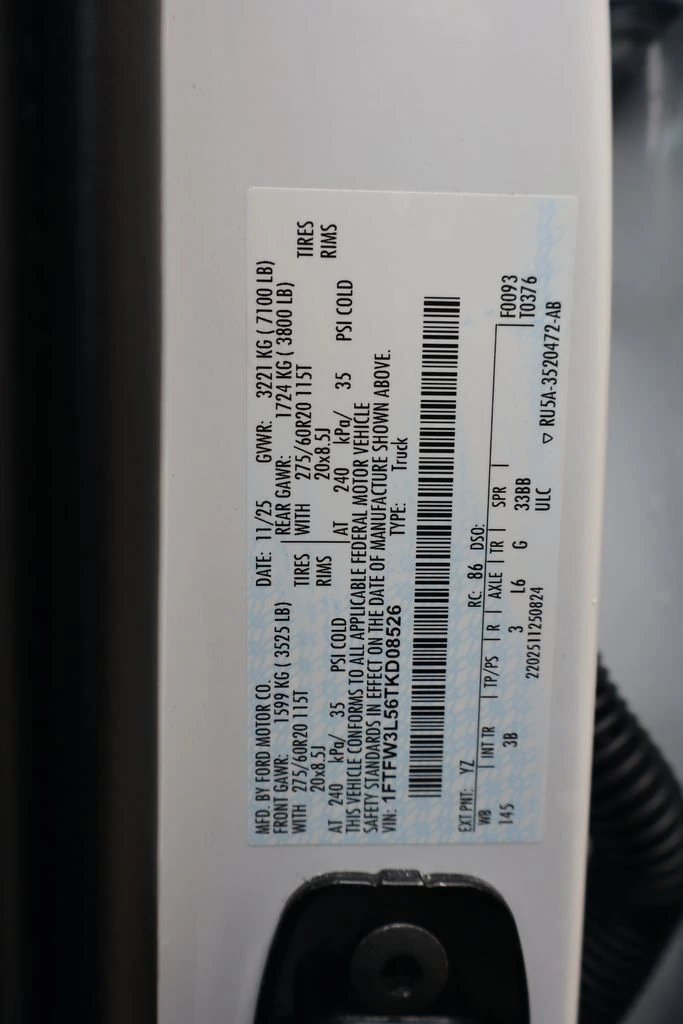 MFD. BY FORD MOTOR CO. DATE: 11/25 GVWR: 3221 KG ( 7100 LB)
FRONT GAWR: 1599 KG ( 3525 LB) REAR GAWR: 1724 KG ( 3800 LB)
WITH 275/60R20 115T TIRES WITH 275/60R20 115T TIRES
20x8.5J RIMS 20x8.5J RIMS
AT 240 kPa/ 35 PSI COLD AT 240 kPa/ 35 PSI COLD
THIS VEHICLE CONFORMS TO ALL APPLICABLE FEDERAL MOTOR VEHICLE
SAFETY STANDARDS IN EFFECT ON THE DATE OF MANUFACTURE SHOWN ABOVE.
VIN: 1FTFW3L56TKD08526 TYPE: Truck
EXT PNT: YZ RC: 86 DSO: F0093
WB INT TR TP/PS R AXLE TR SPR T0376
145 3B 3 L6 G 33BB
2202511250824 ULC
▽ RU5A-3520472-AB